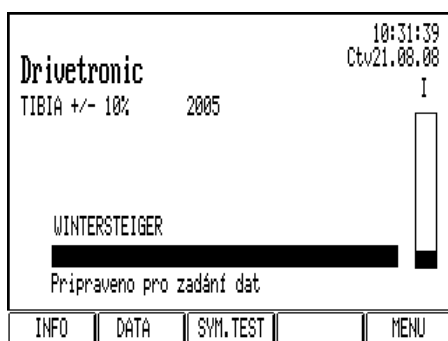 10:31:39
Drivetronic
Čtv21.08.08
TIBIA +/- 10% 2005
I
WINTERSTEIGER
Pripraveno pro zadání dat
INFO DATA SYM.TEST MENU